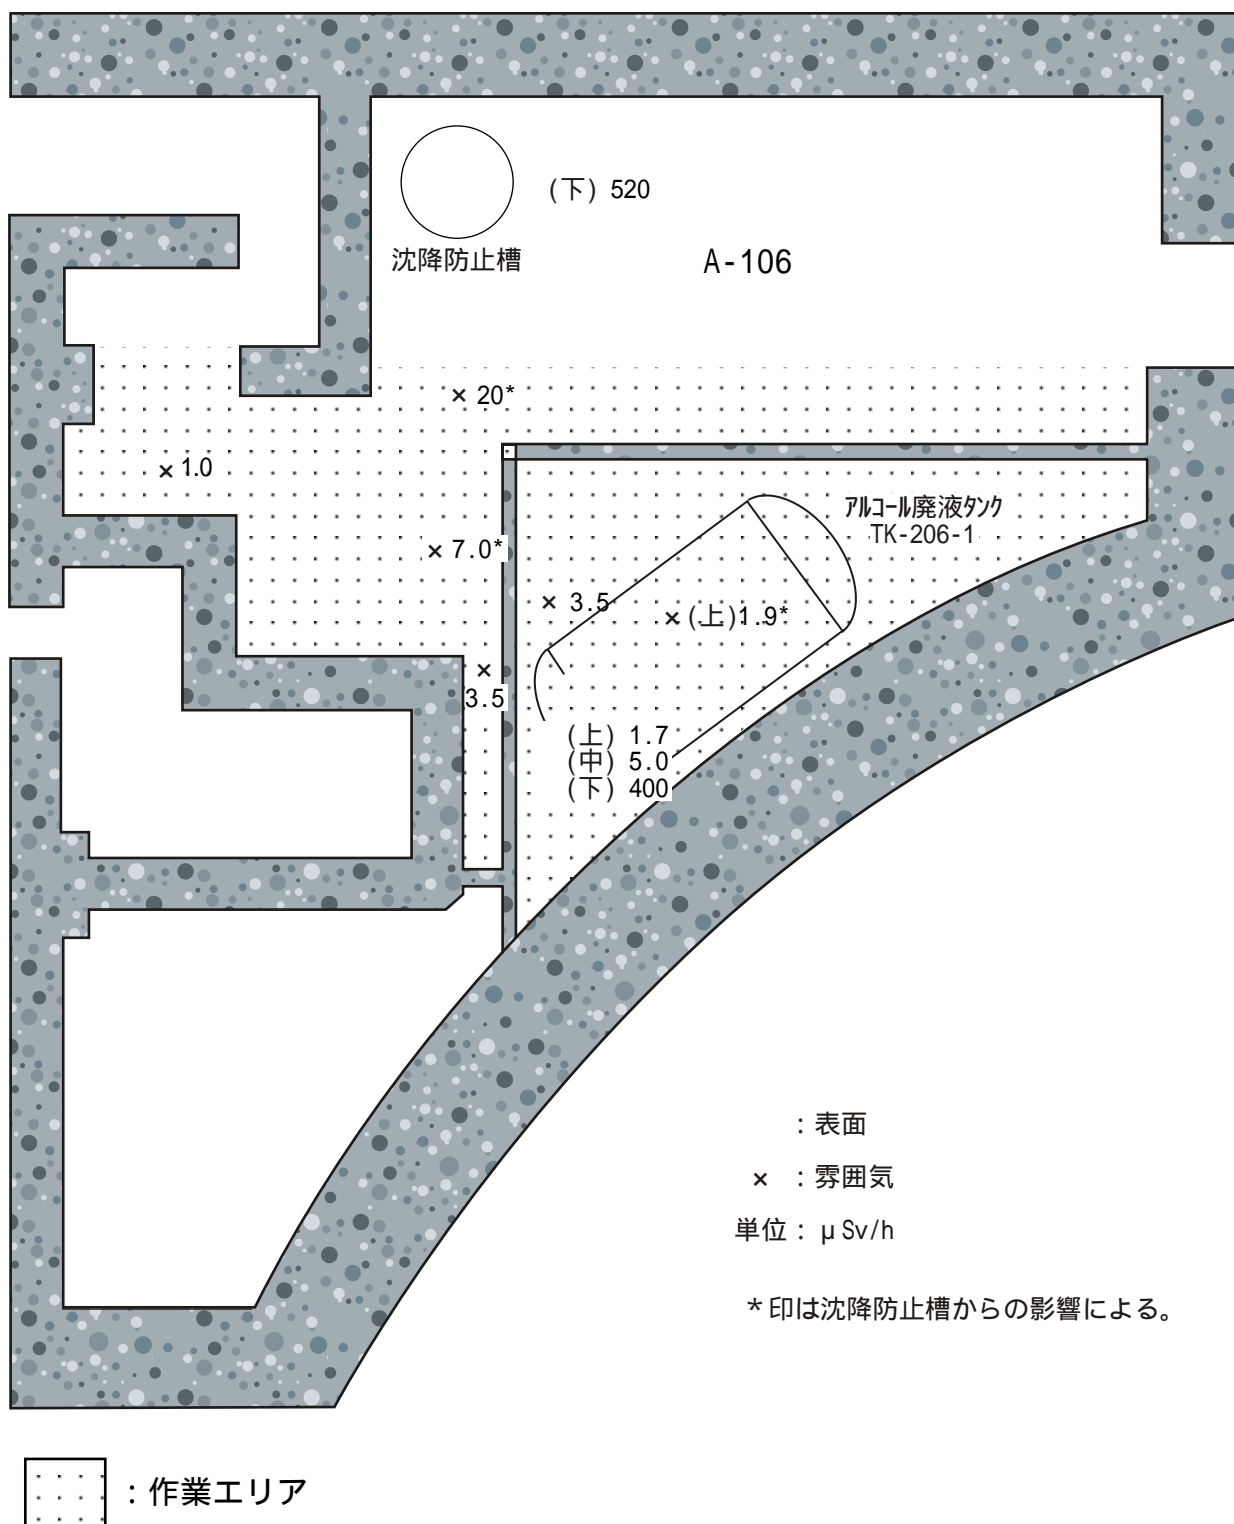 (下) 520
沈降防止槽
A-106
× 20*
× 1.0
アルコール廃液タンク
TK-206-1
× 7.0*
× 3.5
× (上)1.9*
×
3.5
(上) 1.7
(中) 5.0
(下) 400
：表面
× ：雰囲気
単位：μSv/h
*印は沈降防止槽からの影響による。
：作業エリア